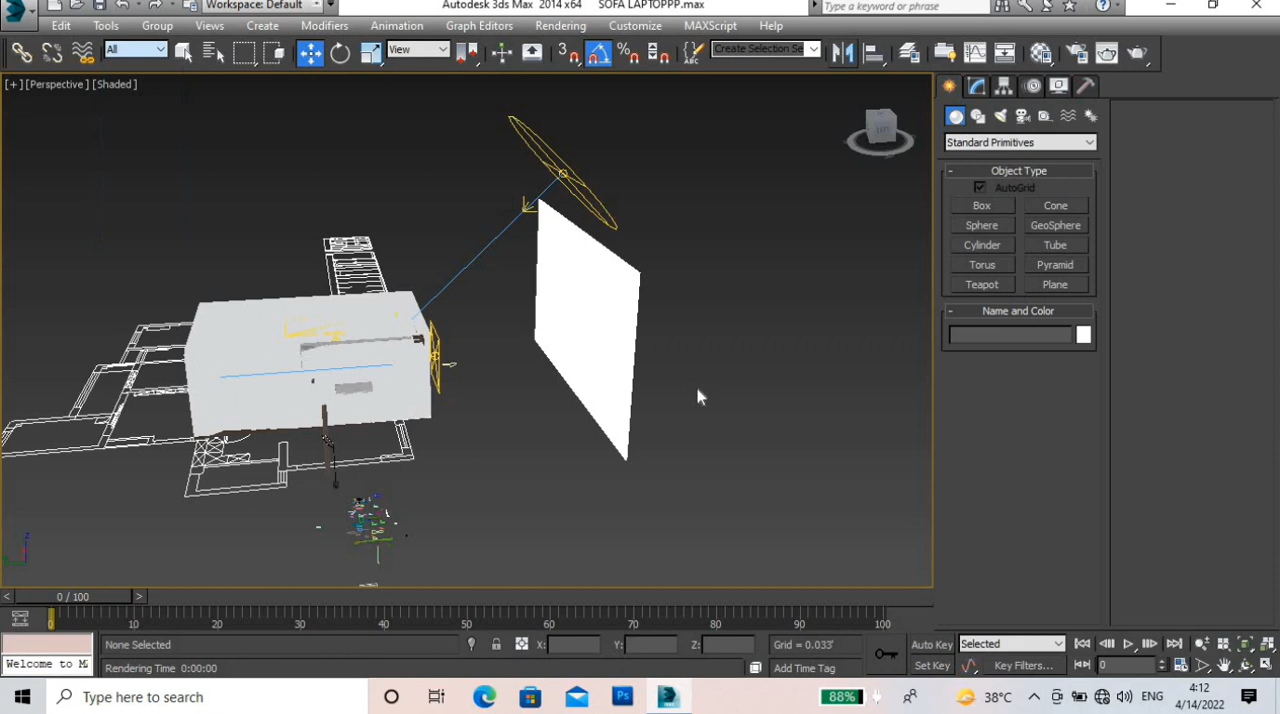 Workspace: Default
Autodesk 3ds Max 2014 x64 SOFA LAPTOPPP.max
Type a keyword or phrase
Edit Tools Group Views Create Modifiers Animation Graph Editors Rendering Customize MAXScript Help
All
View
3
Create Selection Se
[+] [Perspective] [Shaded]
Standard Primitives
- Object Type
AutoGrid
Box Cone
Sphere GeoSphere
Cylinder Tube
Torus Pyramid
Teapot Plane
- Name and Color
z
< 0 / 100 >
0 10 20 30 40 50 60 70 80 90 100
None Selected X: Y: Z: Grid = 0.033' Auto Key Selected
Welcome to M Rendering Time 0:00:00 Add Time Tag Set Key Key Filters... 0
Type here to search
Ps
88%
38°C
ENG
4:12
4/14/2022